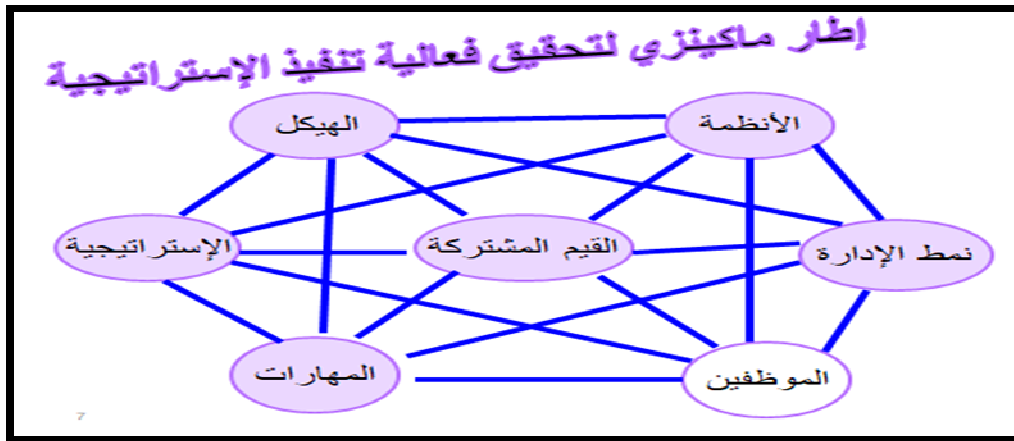 إطار ماكينزي لتحقيق فعالية تنفيذ الإستراتيجية
الأنظمة
الهيكل
نمط الإدارة
القيم المشتركة
الإستراتيجية
الموظفين
المهارات
7